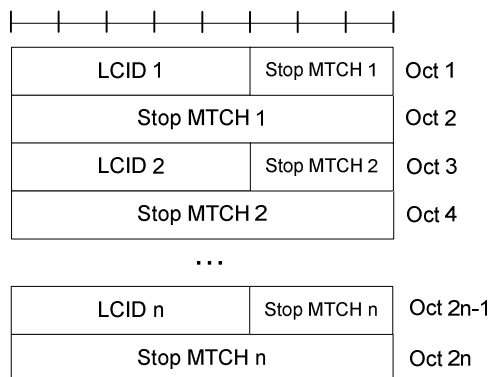 LCID 1 Stop MTCH 1 Oct 1
Stop MTCH 1 Oct 2
LCID 2 Stop MTCH 2 Oct 3
Stop MTCH 2 Oct 4
...
LCID n Stop MTCH n Oct 2n-1
Stop MTCH n Oct 2n